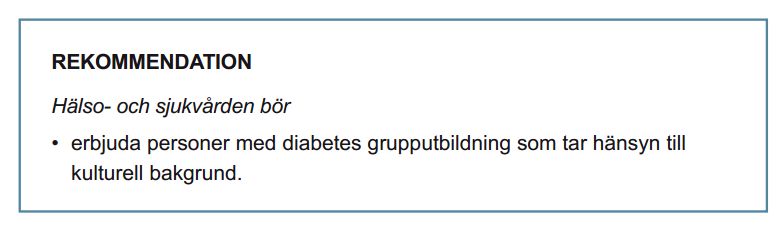 REKOMMENDATION
Hälso- och sjukvården bör
• erbjuda personer med diabetes grupputbildning som tar hänsyn till
kulturell bakgrund.